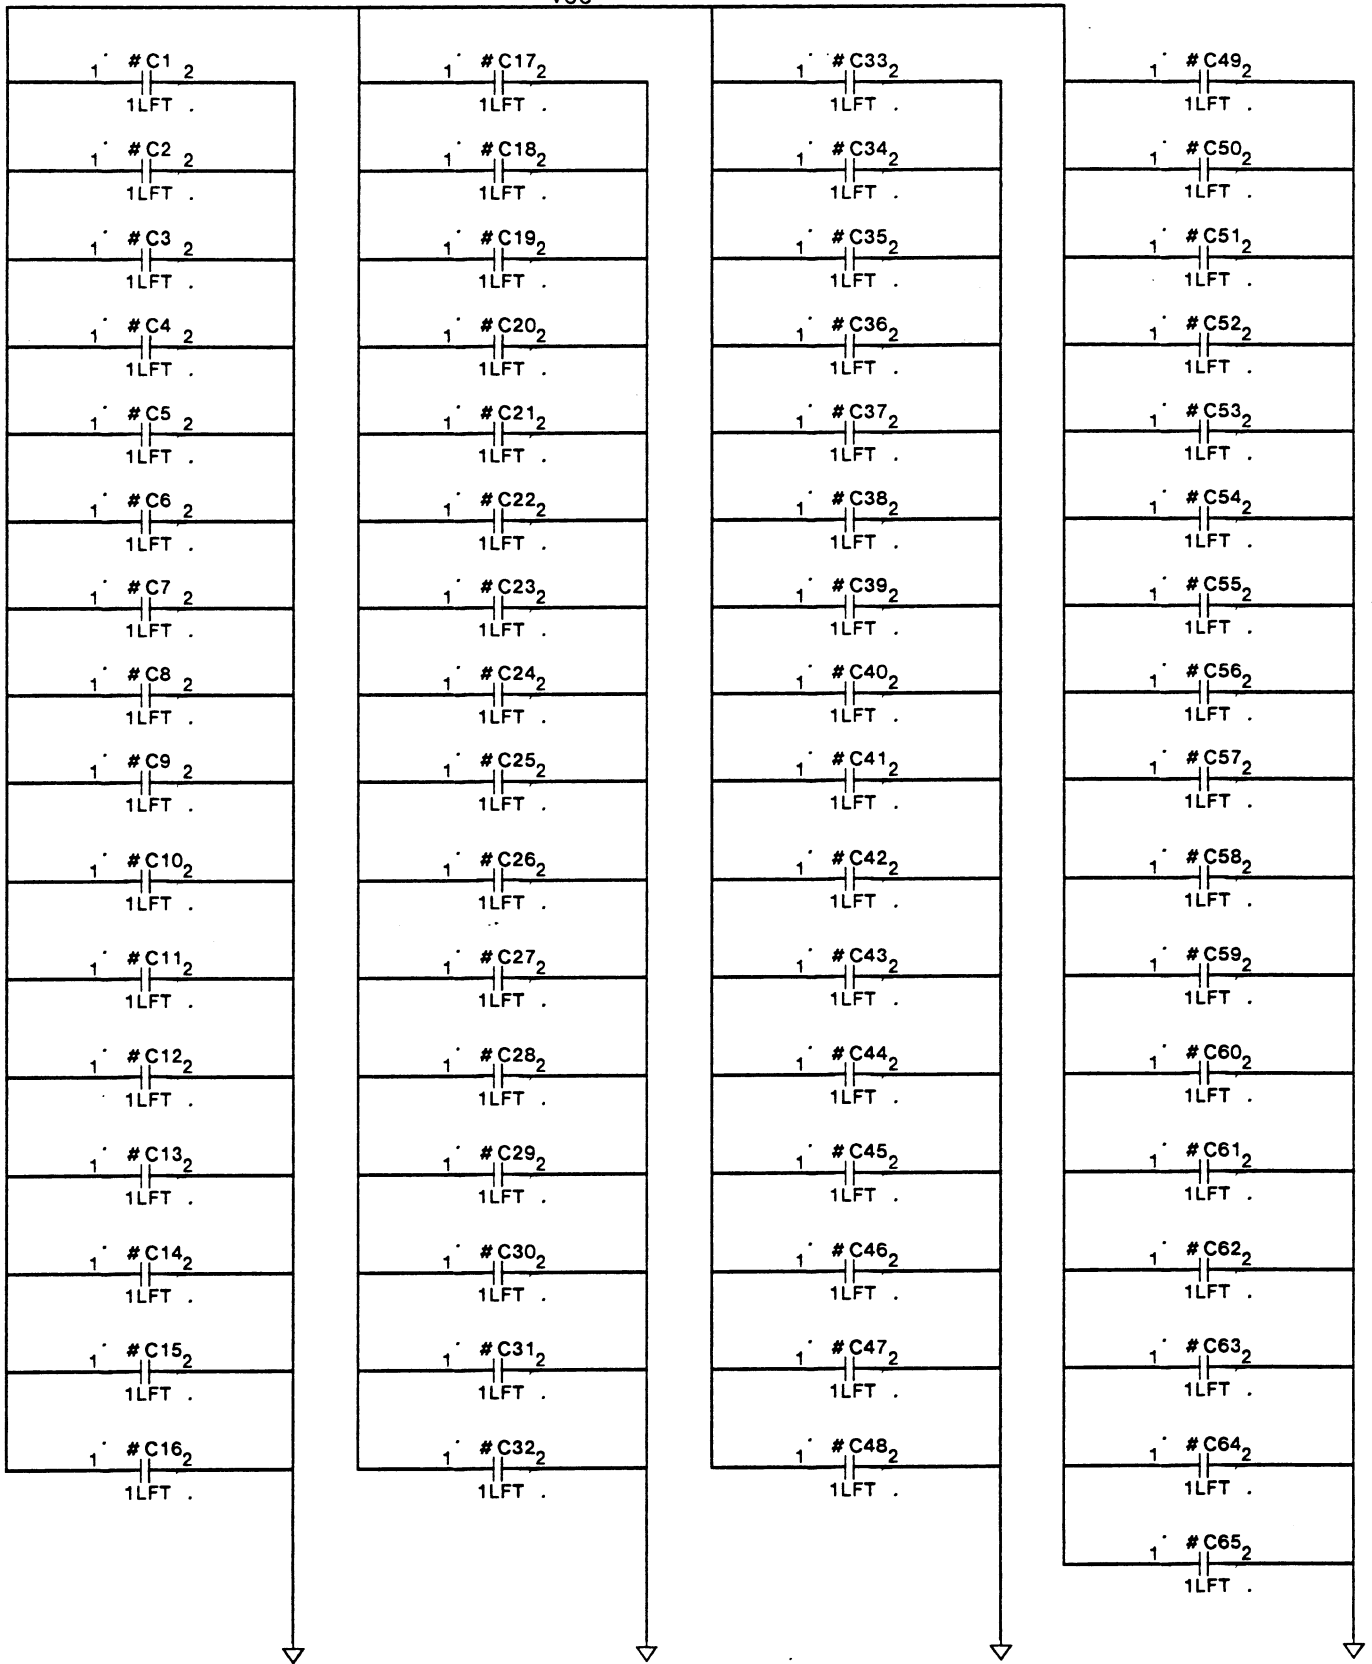 1 #C1 2
1LFT .
1 #C2 2
1LFT .
1 #C3 2
1LFT .
1 #C4 2
1LFT .
1 #C5 2
1LFT .
1 #C6 2
1LFT .
1 #C7 2
1LFT .
1 #C8 2
1LFT .
1 #C9 2
1LFT .
1 #C10 2
1LFT .
1 #C11 2
1LFT .
1 #C12 2
1LFT .
1 #C13 2
1LFT .
1 #C14 2
1LFT .
1 #C15 2
1LFT .
1 #C16 2
1LFT .
1 #C17 2
1LFT .
1 #C18 2
1LFT .
1 #C19 2
1LFT .
1 #C20 2
1LFT .
1 #C21 2
1LFT .
1 #C22 2
1LFT .
1 #C23 2
1LFT .
1 #C24 2
1LFT .
1 #C25 2
1LFT .
1 #C26 2
1LFT .
1 #C27 2
1LFT .
1 #C28 2
1LFT .
1 #C29 2
1LFT .
1 #C30 2
1LFT .
1 #C31 2
1LFT .
1 #C32 2
1LFT .
1 #C33 2
1LFT .
1 #C34 2
1LFT .
1 #C35 2
1LFT .
1 #C36 2
1LFT .
1 #C37 2
1LFT .
1 #C38 2
1LFT .
1 #C39 2
1LFT .
1 #C40 2
1LFT .
1 #C41 2
1LFT .
1 #C42 2
1LFT .
1 #C43 2
1LFT .
1 #C44 2
1LFT .
1 #C45 2
1LFT .
1 #C46 2
1LFT .
1 #C47 2
1LFT .
1 #C48 2
1LFT .
1 #C49 2
1LFT .
1 #C50 2
1LFT .
1 #C51 2
1LFT .
1 #C52 2
1LFT .
1 #C53 2
1LFT .
1 #C54 2
1LFT .
1 #C55 2
1LFT .
1 #C56 2
1LFT .
1 #C57 2
1LFT .
1 #C58 2
1LFT .
1 #C59 2
1LFT .
1 #C60 2
1LFT .
1 #C61 2
1LFT .
1 #C62 2
1LFT .
1 #C63 2
1LFT .
1 #C64 2
1LFT .
1 #C65 2
1LFT .